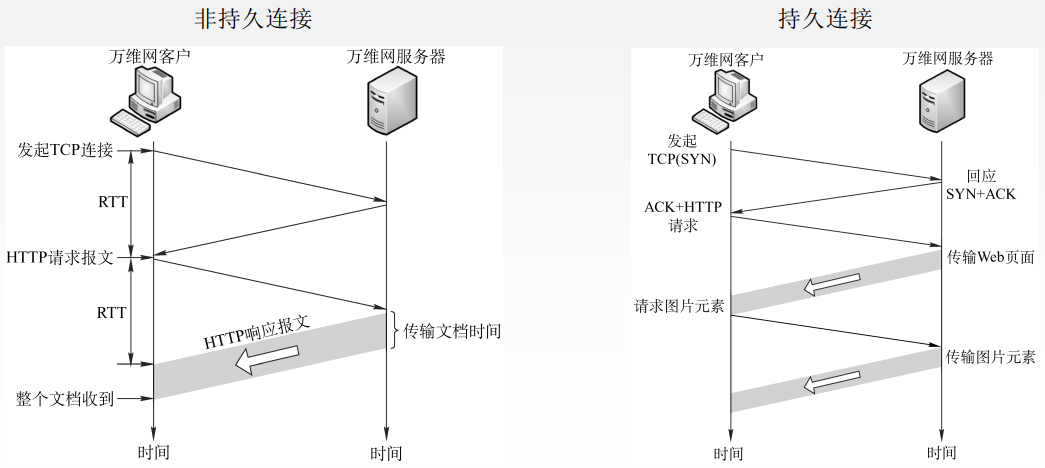 非持久连接
万维网客户
万维网服务器
发起TCP连接
RTT
HTTP请求报文
RTT
HTTP响应报文
传输文档时间
整个文档收到
时间
时间
持久连接
万维网客户
万维网服务器
发起
TCP(SYN)
回应
SYN+ACK
ACK+HTTP
请求
传输Web页面
请求图片元素
传输图片元素
时间
时间